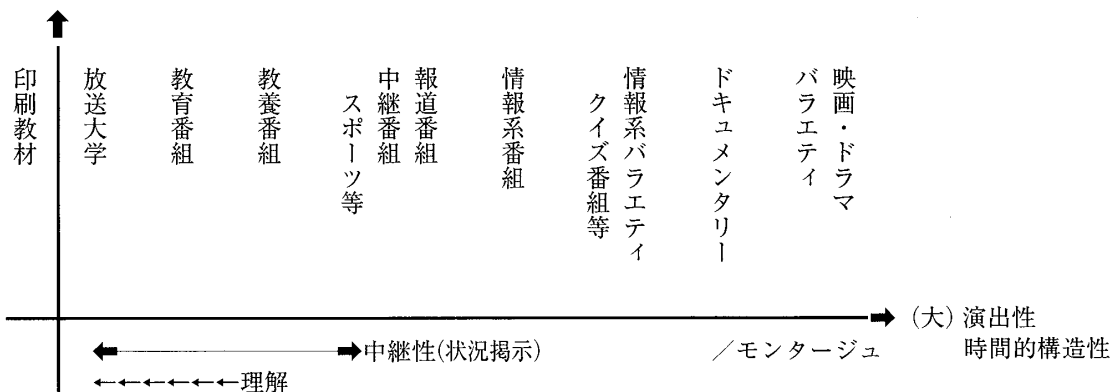 印刷教材
放送大学
教育番組
教養番組
スポーツ等
中継番組
報道番組
情報系番組
クイズ番組等
情報系バラエティ
ドキュメンタリー
バラエティ
映画・ドラマ
(大) 演出性
時間的構造性
中継性(状況掲示)
/モンタージュ
理解